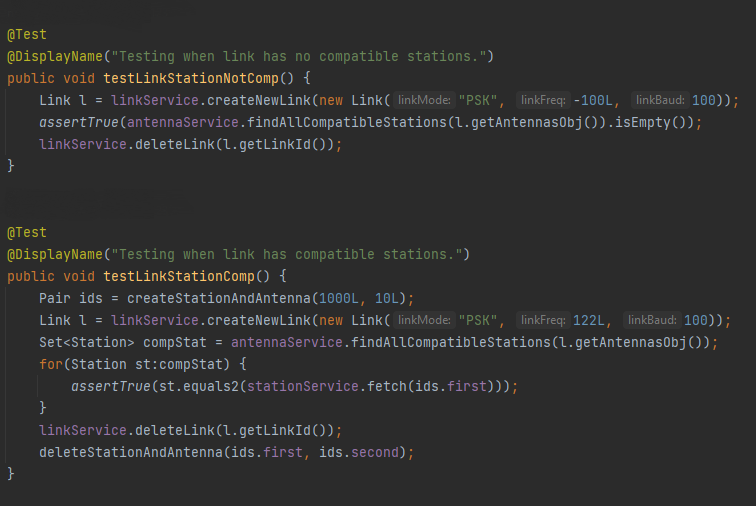 @Test
@DisplayName("Testing when link has no compatible stations.")
public void testLinkStationNotComp() {
Link l = linkService.createNewLink(new Link( linkMode: "PSK", linkFreq: -100L, linkBaud: 100));
assertTrue(antennaService.findAllCompatibleStations(l.getAntennasObj()).isEmpty());
linkService.deleteLink(l.getLinkId());
}
@Test
@DisplayName("Testing when link has compatible stations.")
public void testLinkStationComp() {
Pair ids = createStationAndAntenna(1000L, 10L);
Link l = linkService.createNewLink(new Link( linkMode: "PSK", linkFreq: 122L, linkBaud: 100));
Set<Station> compStat = antennaService.findAllCompatibleStations(l.getAntennasObj());
for(Station st:compStat) {
assertTrue(st.equals2(stationService.fetch(ids.first)));
}
linkService.deleteLink(l.getLinkId());
deleteStationAndAntenna(ids.first, ids.second);
}